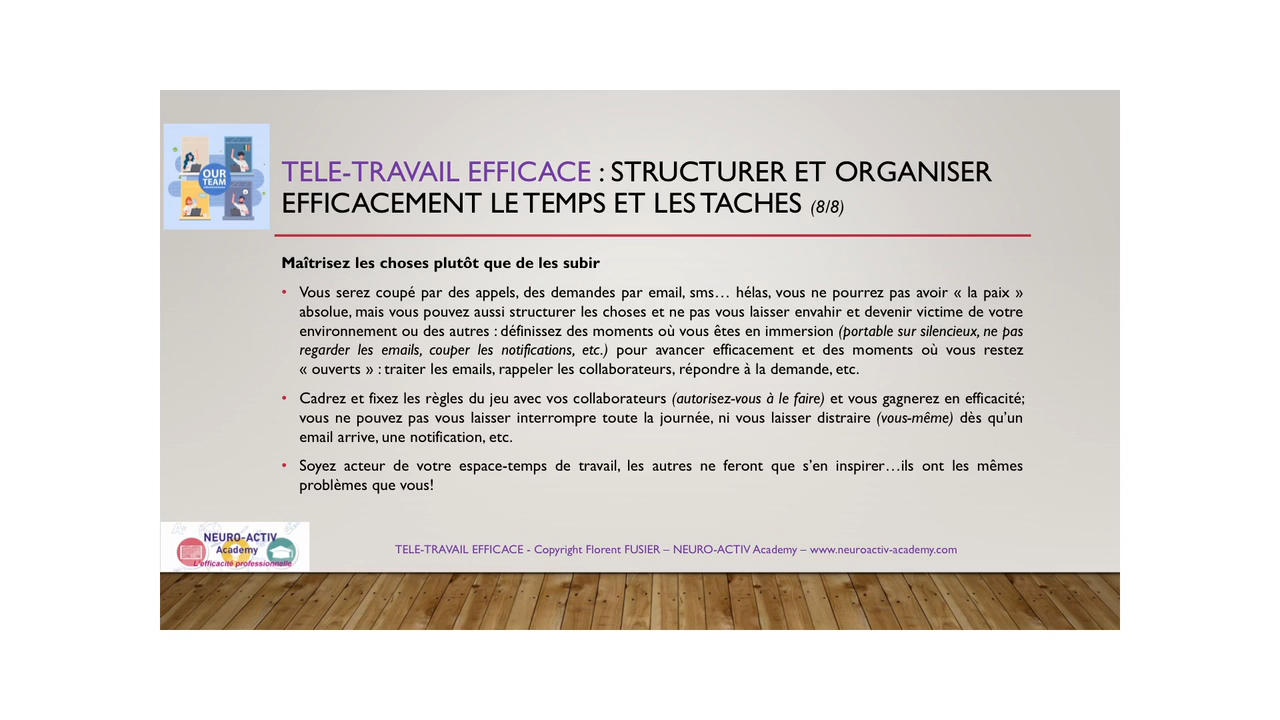 OUR
TEAM
TELE-TRAVAIL EFFICACE : STRUCTURER ET ORGANISER
EFFICACEMENT LE TEMPS ET LES TACHES (8/8)
Maîtrisez les choses plutôt que de les subir
• Vous serez coupé par des appels, des demandes par email, sms… hélas, vous ne pourrez pas avoir « la paix »
absolue, mais vous pouvez aussi structurer les choses et ne pas vous laisser envahir et devenir victime de votre
environnement ou des autres : définissez des moments où vous êtes en immersion (portable sur silencieux, ne pas
regarder les emails, couper les notifications, etc.) pour avancer efficacement et des moments où vous restez
« ouverts » : traiter les emails, rappeler les collaborateurs, répondre à la demande, etc.
• Cadrez et fixez les règles du jeu avec vos collaborateurs (autorisez-vous à le faire) et vous gagnerez en efficacité;
vous ne pouvez pas vous laisser interrompre toute la journée, ni vous laisser distraire (vous-même) dès qu’un
email arrive, une notification, etc.
• Soyez acteur de votre espace-temps de travail, les autres ne feront que s’en inspirer…ils ont les mêmes
problèmes que vous!
NEURO-ACTIV
Academy
L'efficacité professionnelle
TELE-TRAVAIL EFFICACE - Copyright Florent FUSIER – NEURO-ACTIV Academy – www.neuroactiv-academy.com